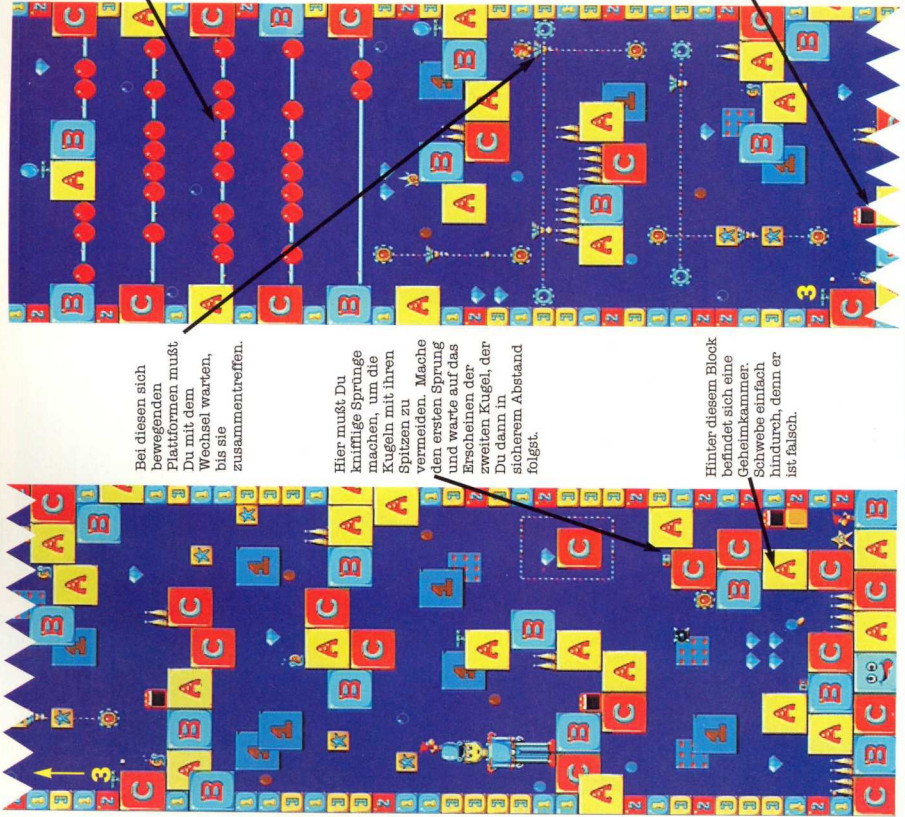 Bei diesen sich
bewegenden
Plattformen mußt
Du mit dem
Wechsel warten,
bis sie
zusammentreffen.
Hier mußt Du
knifflige Sprünge
machen, um die
Kugeln mit ihren
Spitzen zu
vermeiden. Mache
den ersten Sprung
und warte auf das
Erscheinen der
zweiten Kugel, der
Du dann in
sicherem Abstand
folgst.
Hinter diesem Block
befindet sich eine
Geheimkammer.
Schwebe einfach
hindurch, denn er
ist falsch.
3
3